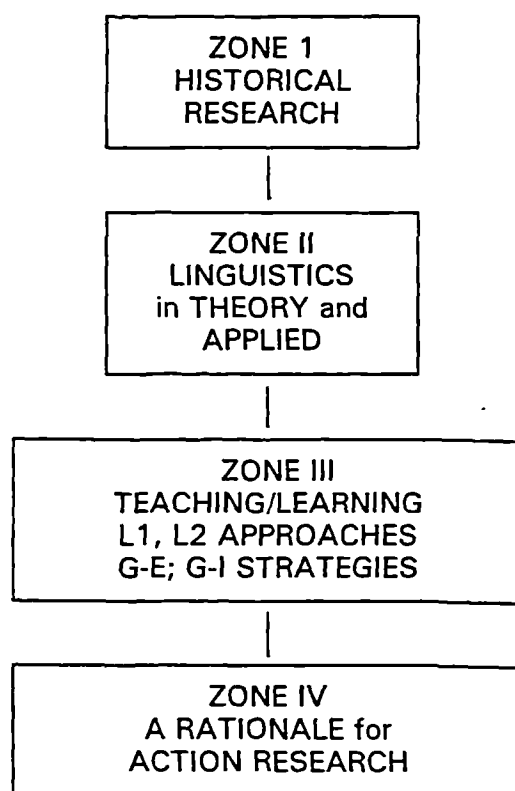 ZONE 1
HISTORICAL
RESEARCH
ZONE II
LINGUISTICS
in THEORY and
APPLIED
ZONE III
TEACHING/LEARNING
L1, L2 APPROACHES
G-E; G-I STRATEGIES
ZONE IV
A RATIONALE for
ACTION RESEARCH